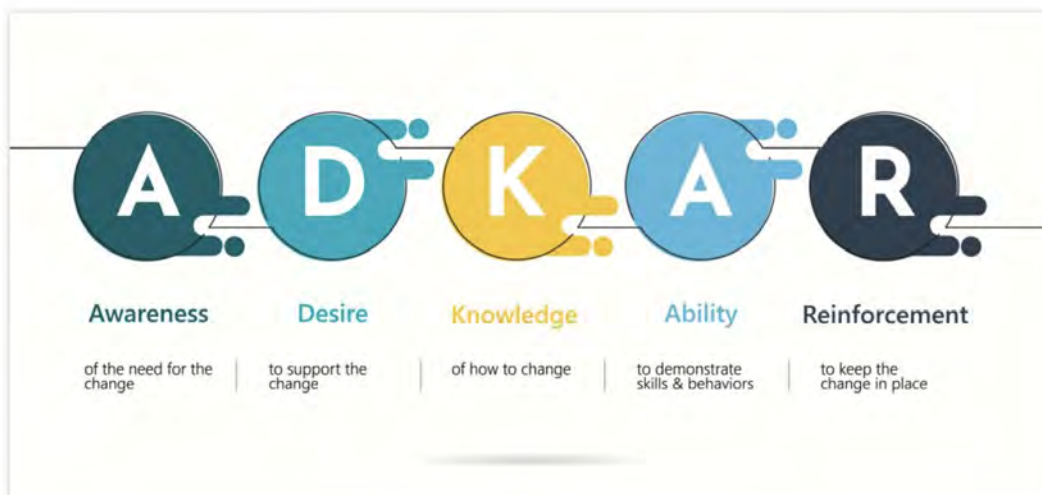 A D K A R
Awareness Desire Knowledge Ability Reinforcement
of the need for the
change
to support the
change
of how to change
to demonstrate
skills & behaviors
to keep the
change in place